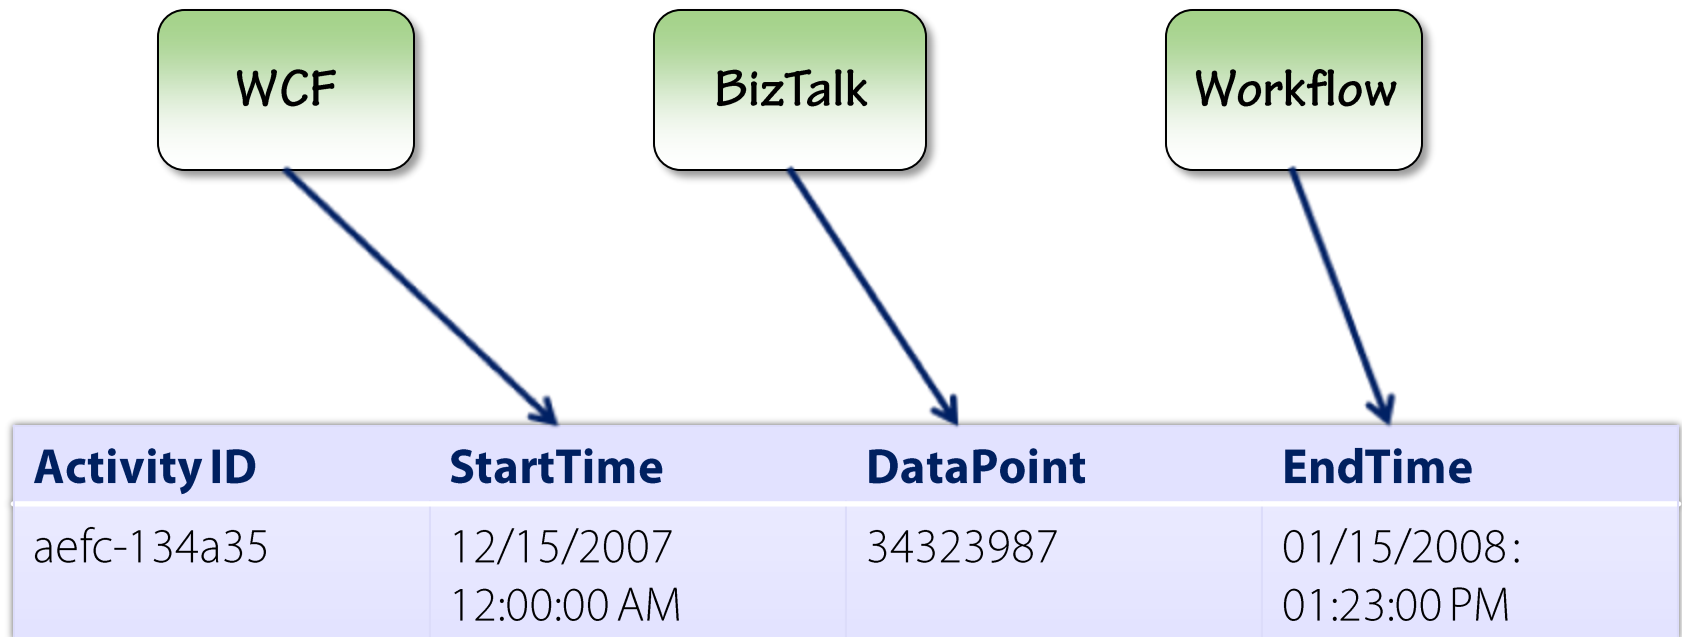 WCF
BizTalk
Workflow
Activity ID
StartTime
DataPoint
EndTime
aefc-134a35
12/15/2007
12:00:00 AM
34323987
01/15/2008:
01:23:00 PM